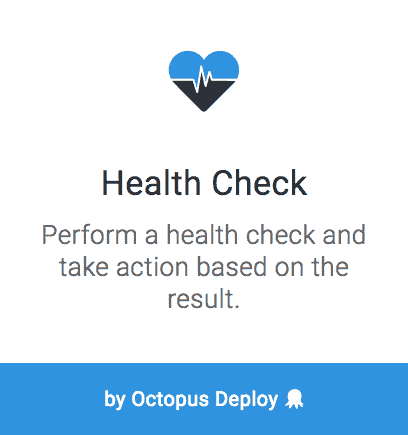 Health Check
Perform a health check and
take action based on the
result.
by Octopus Deploy